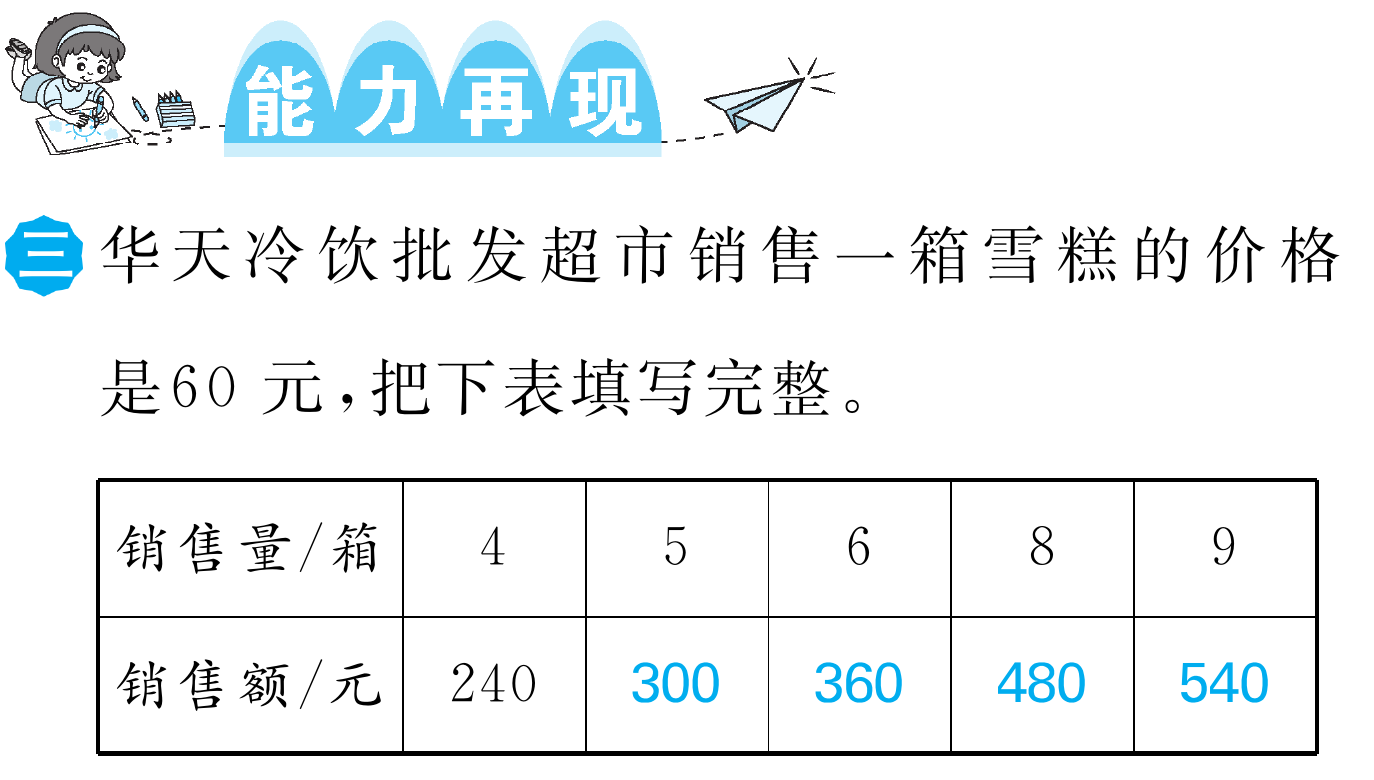 能力再现
三 华天冷饮批发超市销售一箱雪糕的价格
是60 元,把下表填写完整。
销售量/箱 4 5 6 8 9
销售额/元 240 300 360 480 540